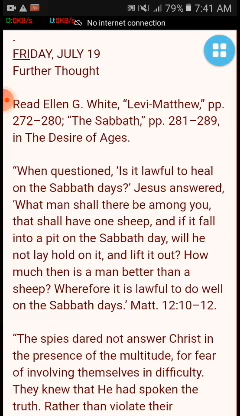 0:0KB/s U:0KB/s 79% 7:41 AM
No internet connection
.
FRIDAY, JULY 19
Further Thought
Read Ellen G. White, “Levi-Matthew,” pp.
272–280; “The Sabbath,” pp. 281–289,
in The Desire of Ages.
“When questioned, ‘Is it lawful to heal
on the Sabbath days?’ Jesus answered,
‘What man shall there be among you,
that shall have one sheep, and if it fall
into a pit on the Sabbath day, will he
not lay hold on it, and lift it out? How
much then is a man better than a
sheep? Wherefore it is lawful to do well
on the Sabbath days.’ Matt. 12:10–12.
“The spies dared not answer Christ in
the presence of the multitude, for fear
of involving themselves in difficulty.
They knew that He had spoken the
truth. Rather than violate their